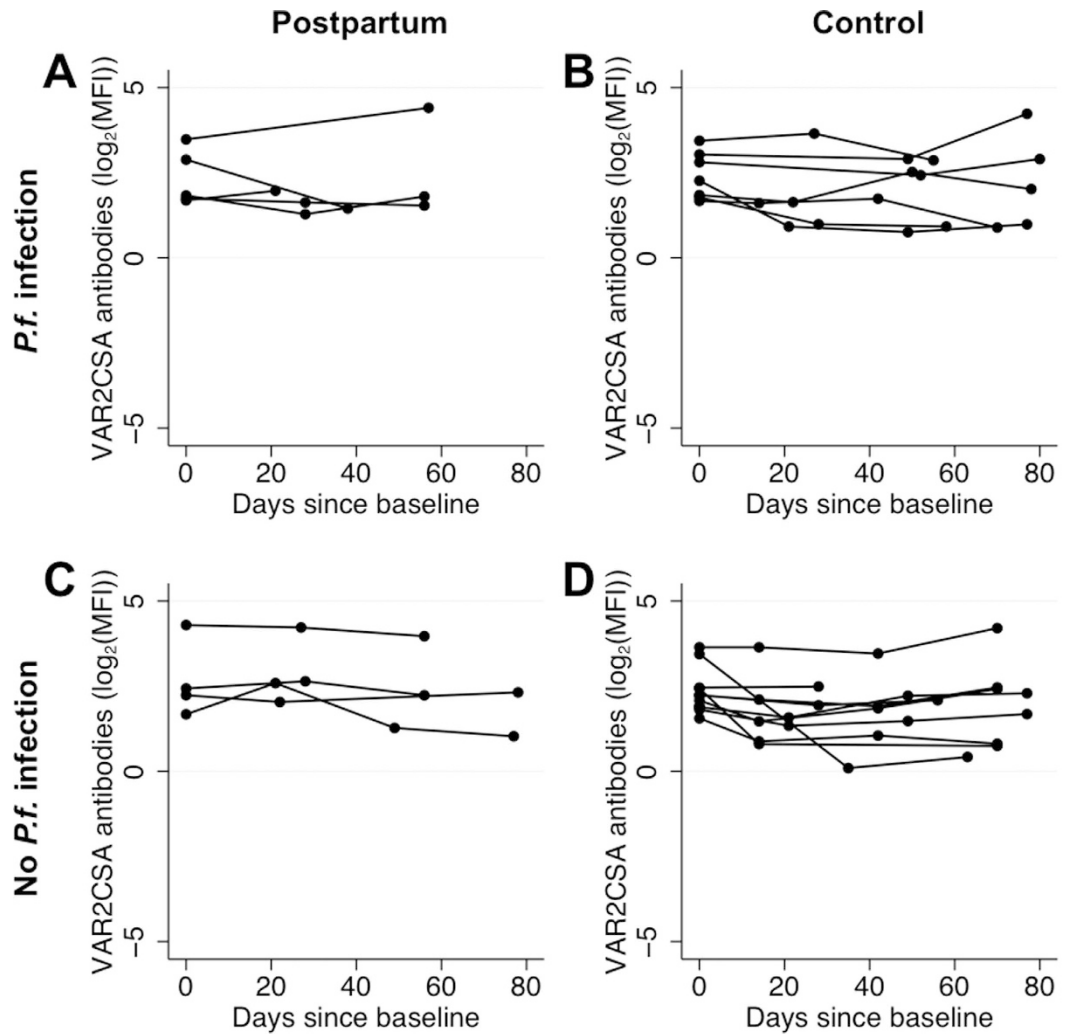 Postpartum
Control
A
B
P.f. infection
VAR2CSA antibodies (log₂(MFI))
5
0
−5
0 20 40 60 80
Days since baseline
VAR2CSA antibodies (log₂(MFI))
5
0
−5
0 20 40 60 80
Days since baseline
C
D
No P.f. infection
VAR2CSA antibodies (log₂(MFI))
5
0
−5
0 20 40 60 80
Days since baseline
VAR2CSA antibodies (log₂(MFI))
5
0
−5
0 20 40 60 80
Days since baseline